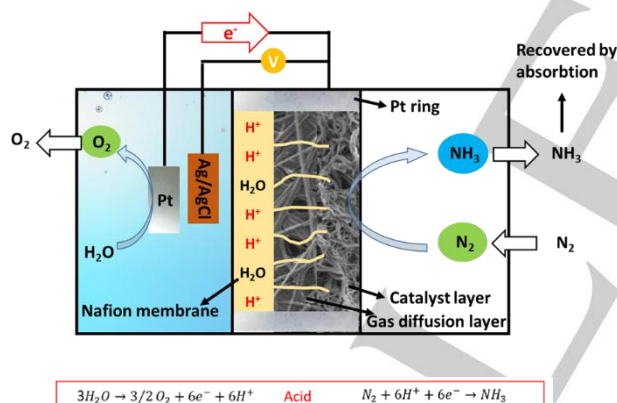 e-
V
Recovered by
absorbtion
Pt ring
O₂
O₂
H⁺
H⁺
H₂O
H⁺
H⁺
H₂O
H⁺
Pt
Ag/AgCl
H₂O
NH₃
NH₃
N₂
N₂
Nafion membrane
Catalyst layer
Gas diffusion layer
3H₂O → 3/2 O₂ + 6e⁻ + 6H⁺ Acid N₂ + 6H⁺ + 6e⁻ → NH₃